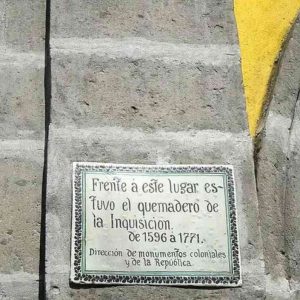 Frente a este lugar es-
tuvo el quemadero de
la Inquisicion.
de 1596 à 1771.
Dirección de monumentos coloniales
y de la República.